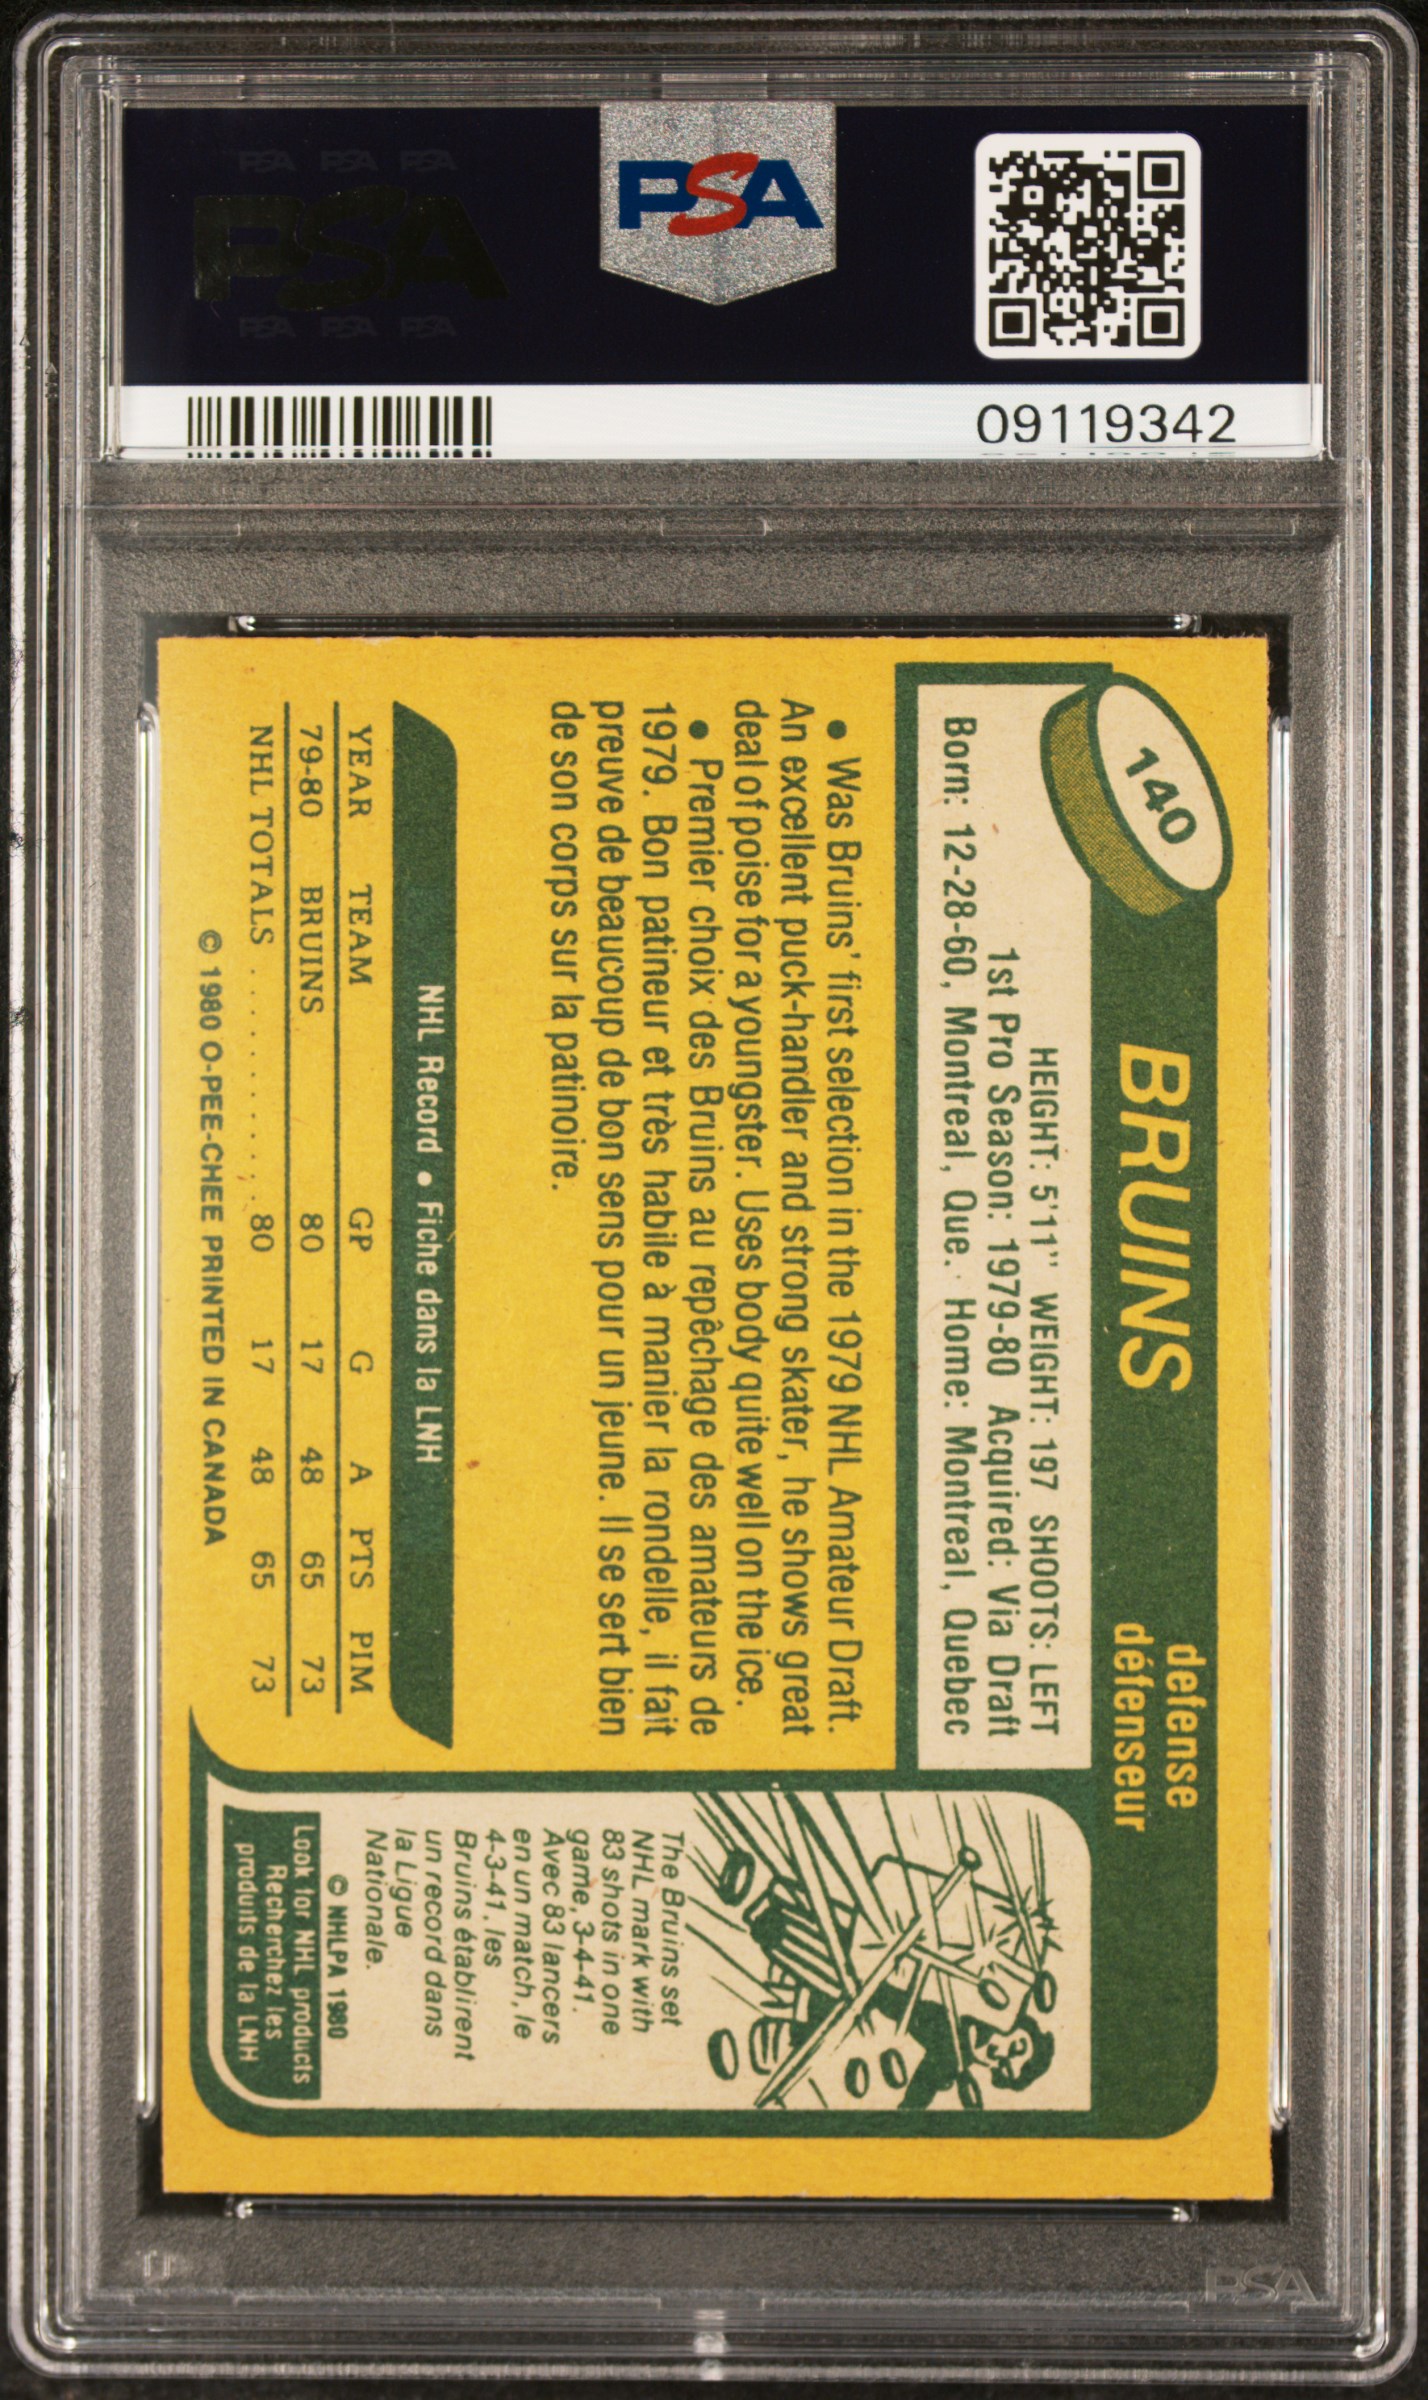 PSA PSA PSA
PSA
PSA PSA PSA
PSA
09119342
140
BRUINS
defense
défenseur
HEIGHT: 5'11" WEIGHT: 197 SHOOTS: LEFT
1st Pro Season: 1979-80 Acquired: Via Draft
Born: 12-28-60, Montreal, Que. Home: Montreal, Quebec
• Was Bruins' first selection in the 1979 NHL Amateur Draft.
An excellent puck-handler and strong skater, he shows great
deal of poise for a youngster. Uses body quite well on the ice.
• Premier choix des Bruins au repêchage des amateurs de
1979. Bon patineur et très habile à manier la rondelle, il fait
preuve de beaucoup de bon sens pour un jeune. Il se sert bien
de son corps sur la patinoire.
NHL Record • Fiche dans la LNH
YEAR TEAM GP G A PTS PIM
79-80 BRUINS 80 17 48 65 73
NHL TOTALS . . . . . . . . . . . . 80 17 48 65 73
© 1980 O-PEE-CHEE PRINTED IN CANADA
The Bruins set
NHL mark with
83 shots in one
game, 3-4-41.
Avec 83 lancers
en un match, le
4-3-41, les
Bruins établirent
un record dans
la Ligue
Nationale.
© NHLPA 1980
Look for NHL products
Recherchez les
produits de la LNH
PSA